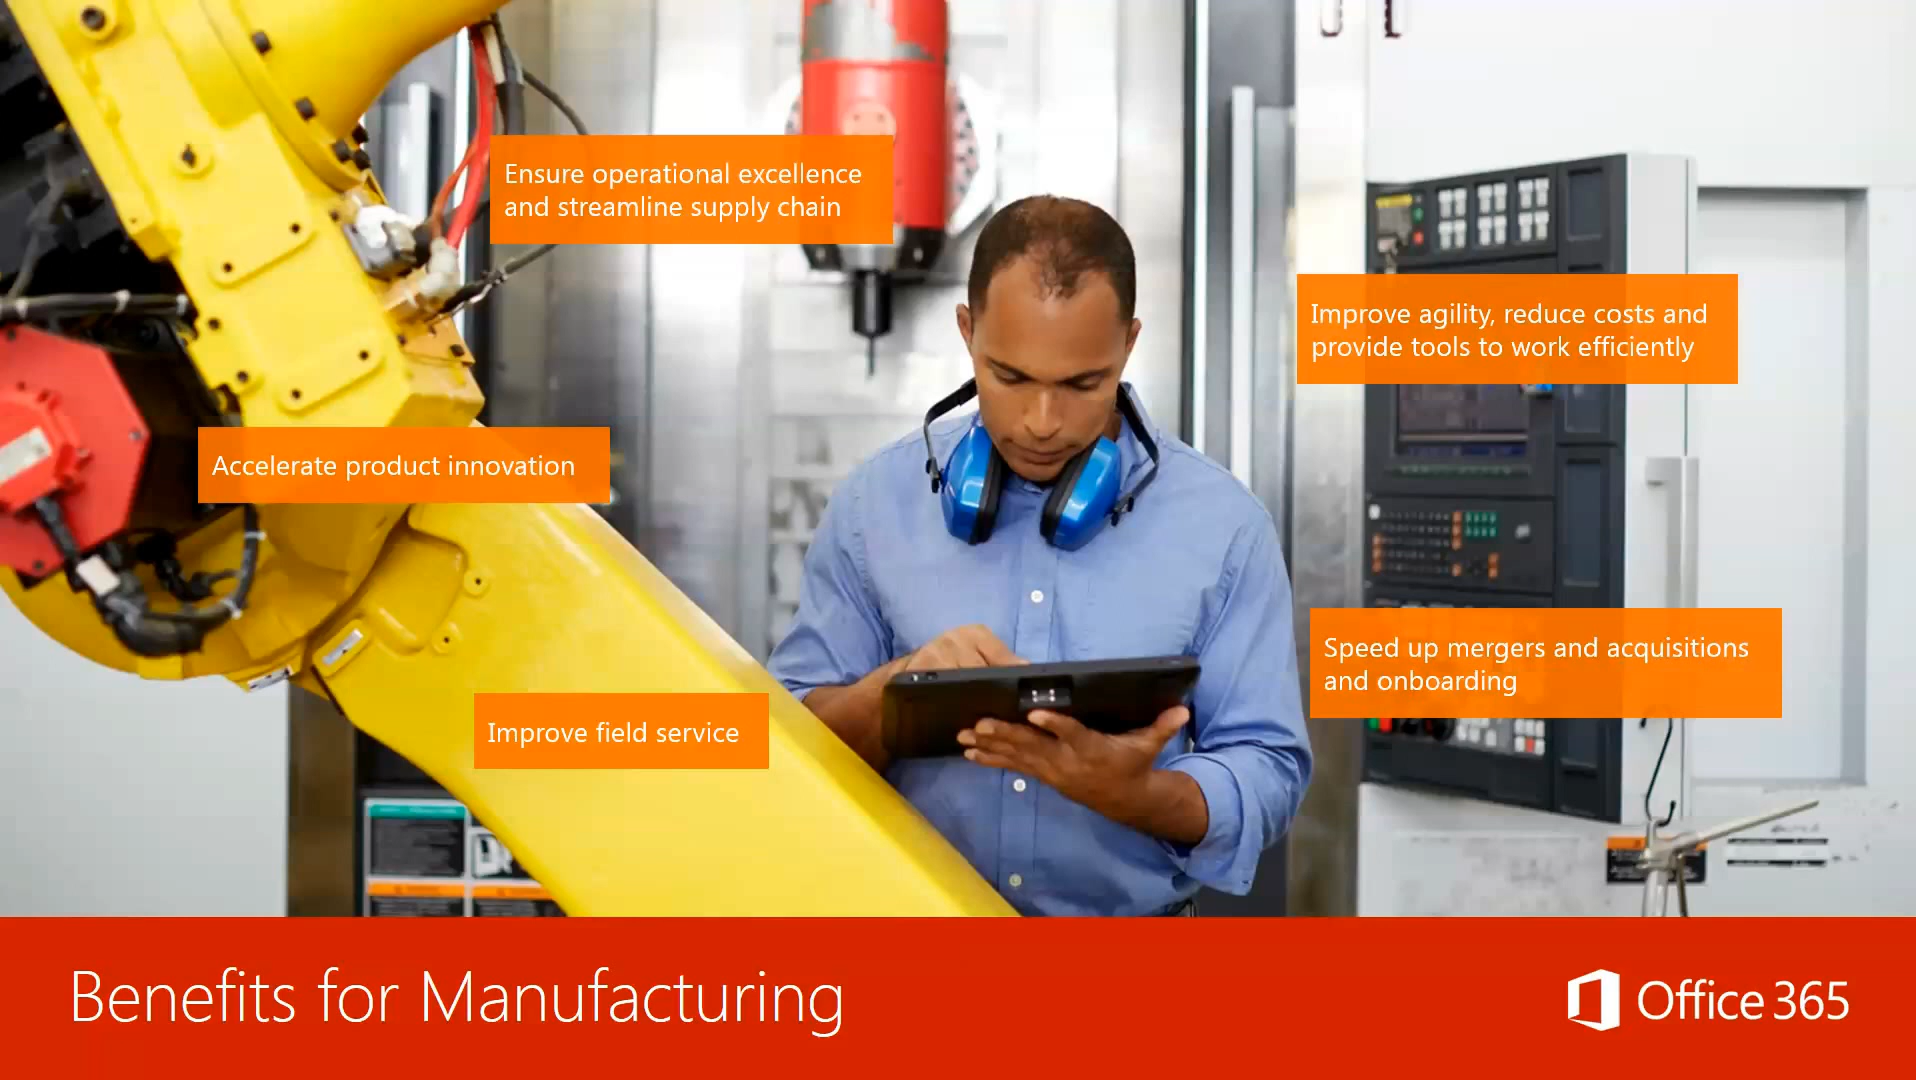 Ensure operational excellence
and streamline supply chain
Improve agility, reduce costs and
provide tools to work efficiently
Accelerate product innovation
Speed up mergers and acquisitions
and onboarding
Improve field service
Benefits for Manufacturing
Office 365